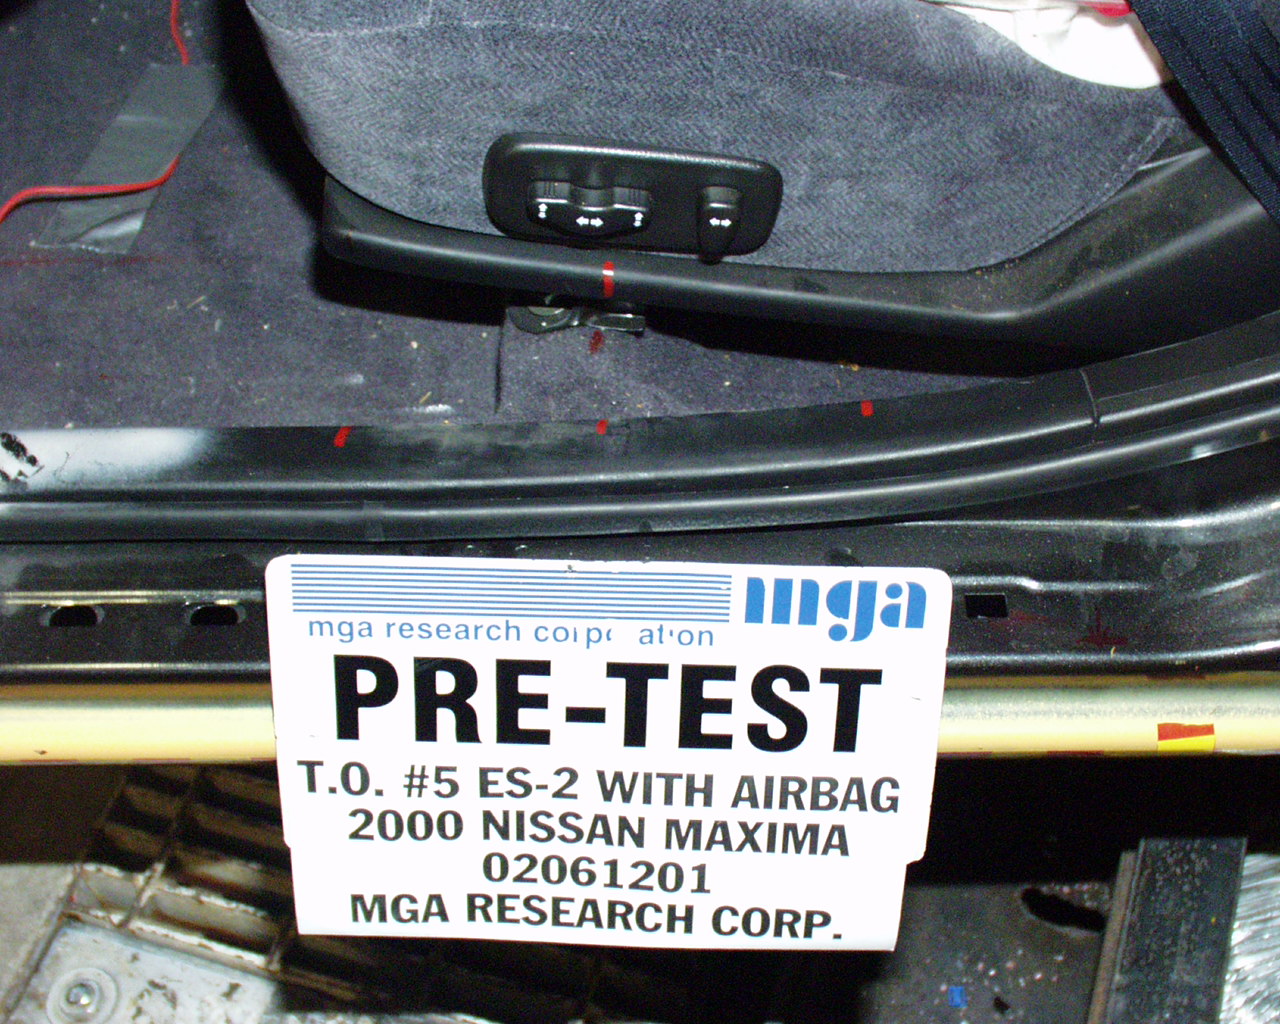 mga
mga research
PRE-TEST
T.O. #5 ES-2 WITH AIRBAG
2000 NISSAN MAXIMA
02061201
MGA RESEARCH CORP.